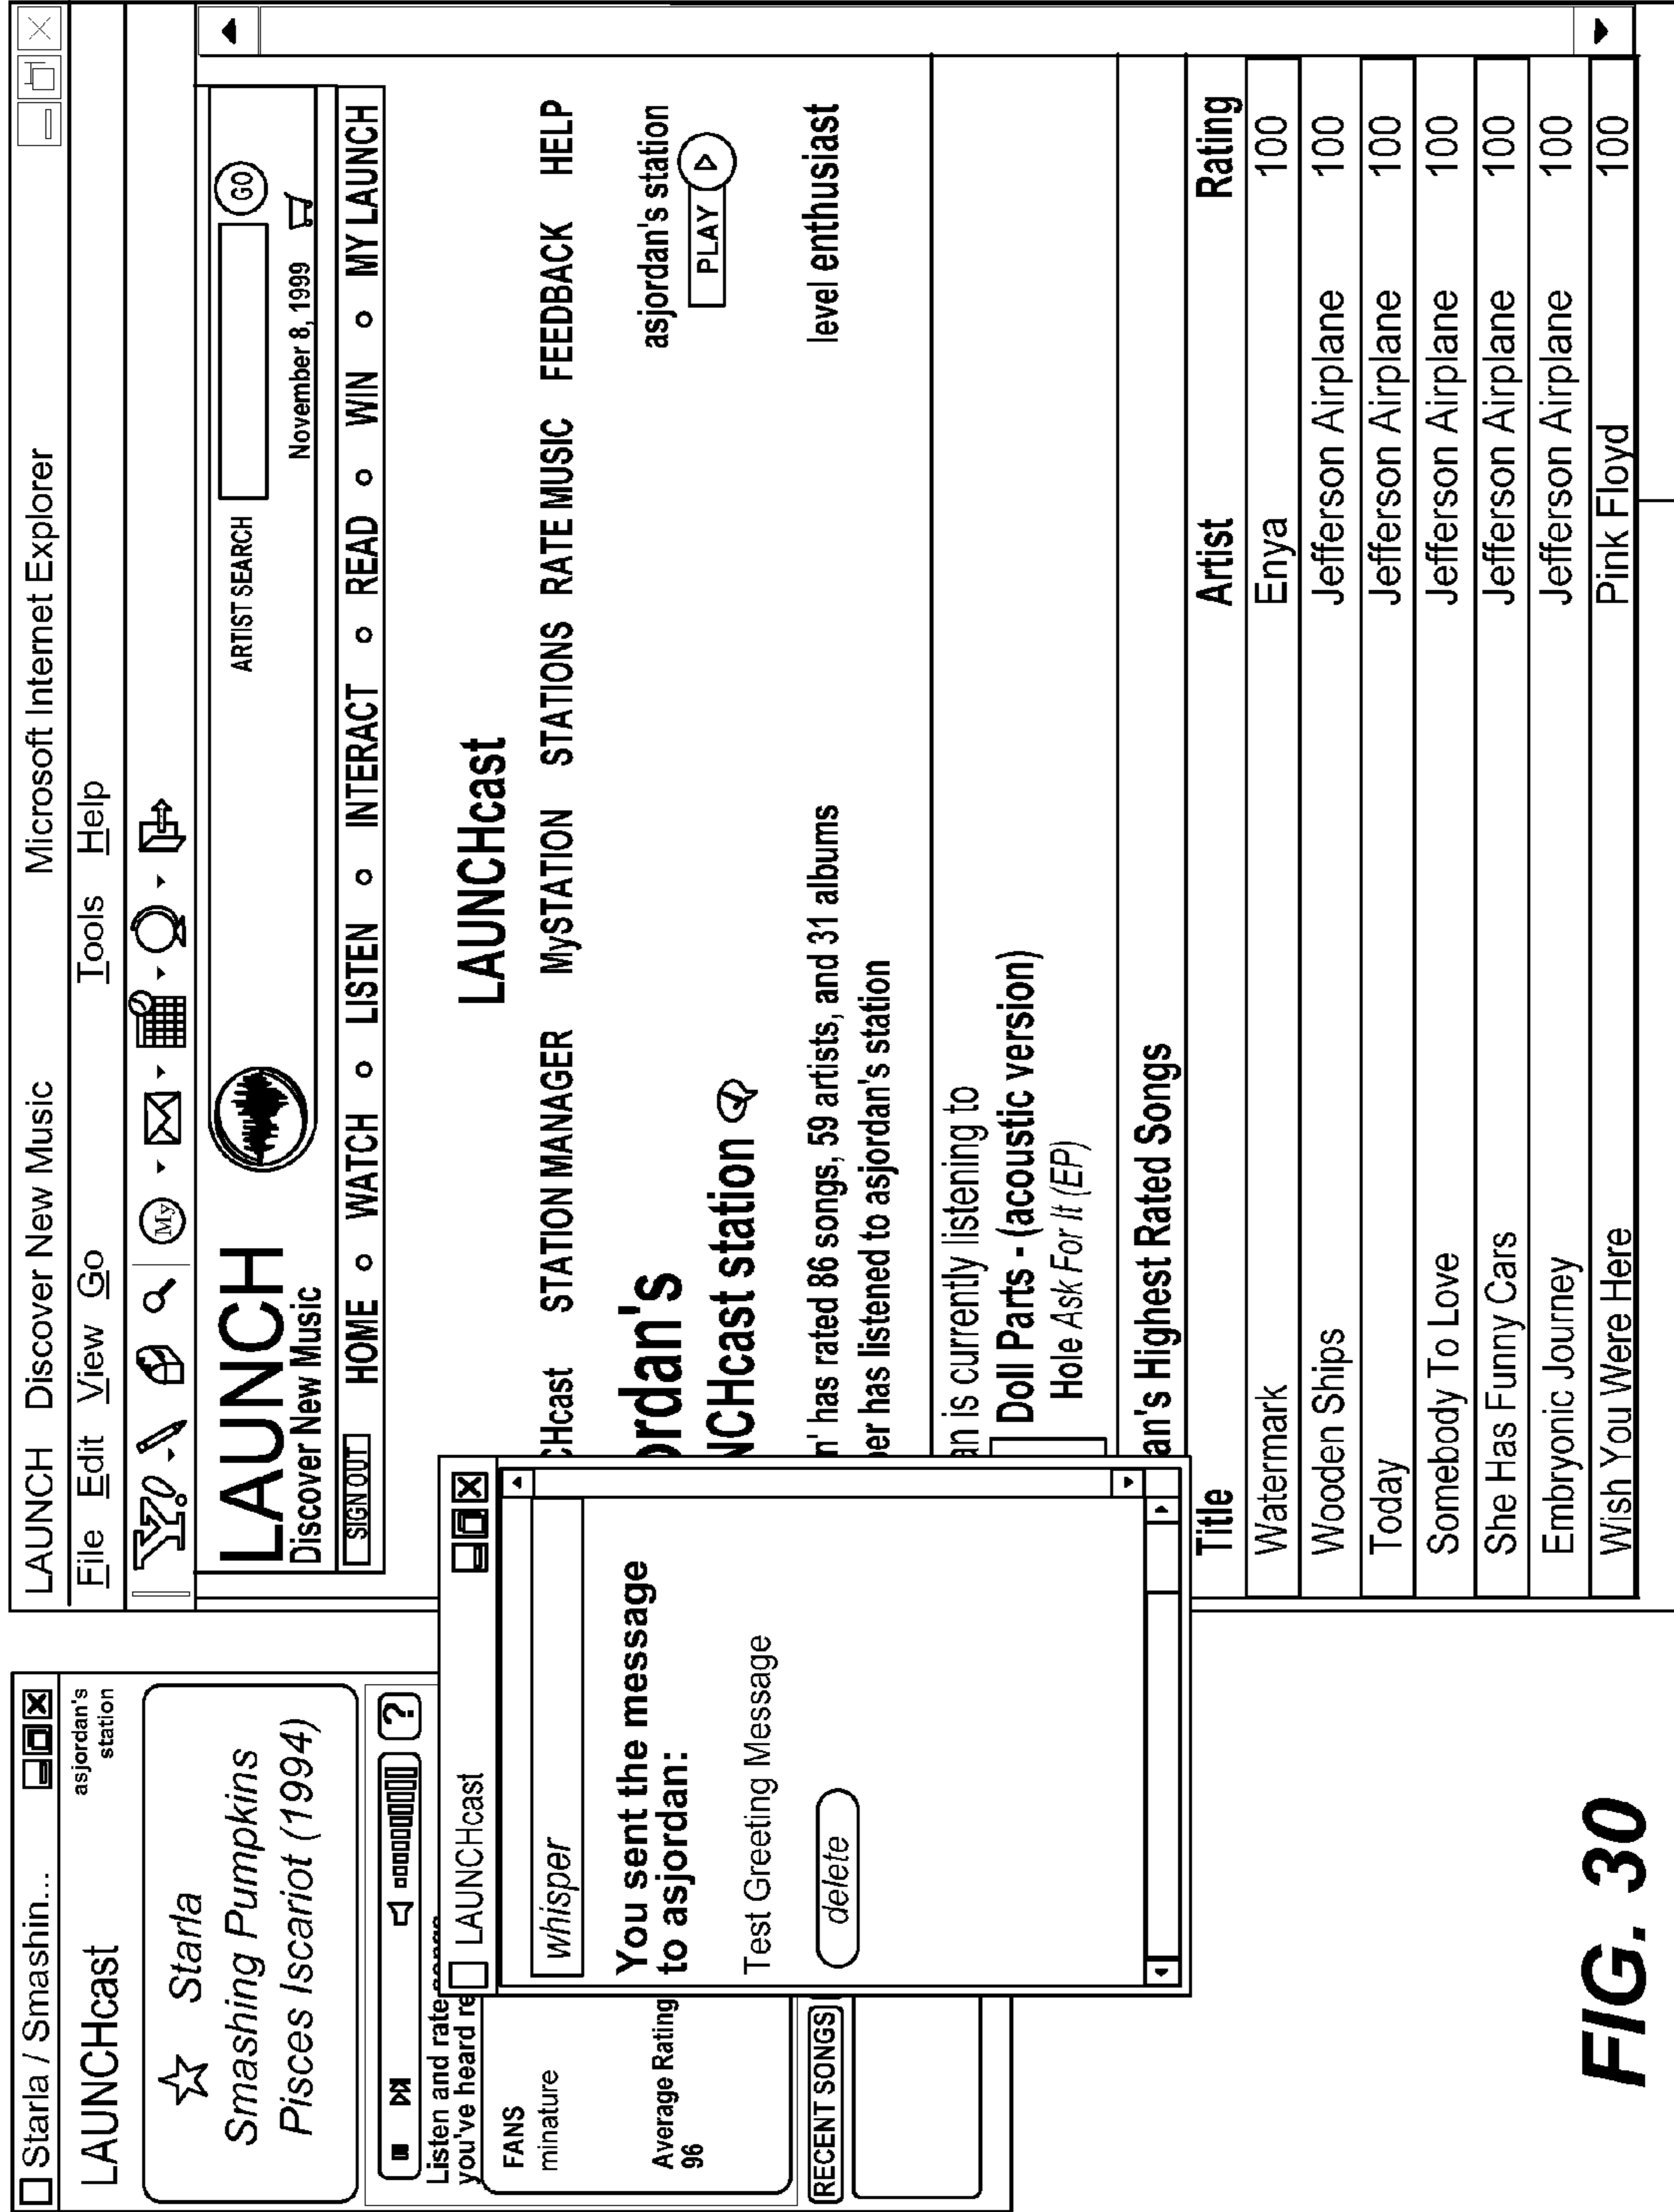 Starla / Smashin...
LAUNCHcast
asjordan's
station
Starla
Smashing Pumpkins
Pisces Iscariot (1994)
?
Listen and rate songs
you've heard re
FANS
minature
Average Rating
96
RECENT SONGS
LAUNCHcast
whisper
You sent the message
to asjordan:
Test Greeting Message
delete
LAUNCH Discover New Music Microsoft Internet Explorer
File Edit View Go Tools Help
Y! My
LAUNCH
Discover New Music
ARTIST SEARCH GO
November 8, 1999
SIGN OUT HOME WATCH LISTEN INTERACT READ WIN MY LAUNCH
LAUNCHcast
CHcast STATION MANAGER MySTATION STATIONS RATE MUSIC FEEDBACK HELP
ordan's
NCHcast station
asjordan's station
PLAY
n' has rated 86 songs, 59 artists, and 31 albums
level enthusiast
er has listened to asjordan's station
an is currently listening to
Doll Parts - (acoustic version)
Hole Ask For It (EP)
an's Highest Rated Songs
Title Artist Rating
Watermark Enya 100
Wooden Ships Jefferson Airplane 100
Today Jefferson Airplane 100
Somebody To Love Jefferson Airplane 100
She Has Funny Cars Jefferson Airplane 100
Embryonic Journey Jefferson Airplane 100
Wish You Were Here Pink Floyd 100
FIG. 30